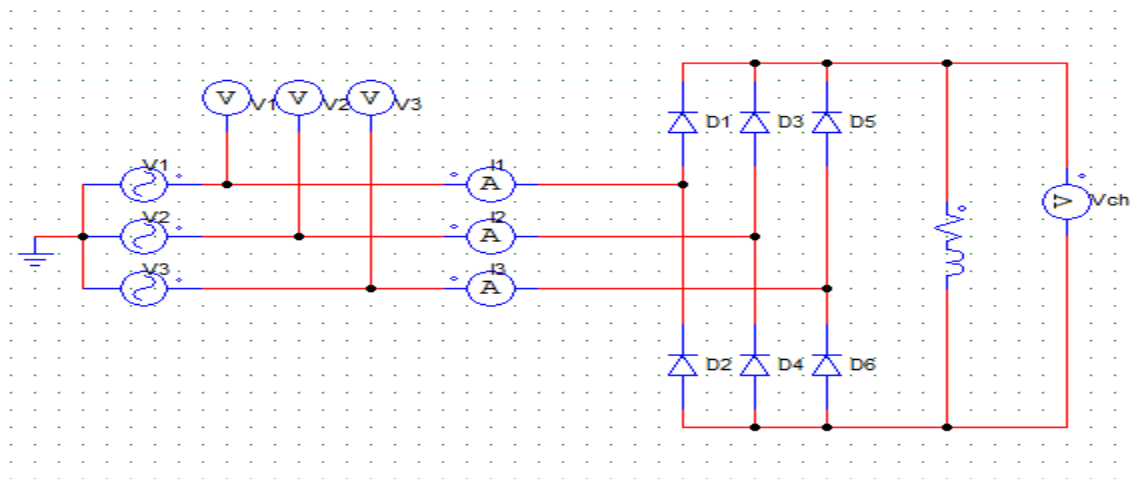 V V V
V1 V2 V3
V1
V2
V3
I1
A
I2
A
I3
A
D1 D3 D5
D2 D4 D6
V
Vch